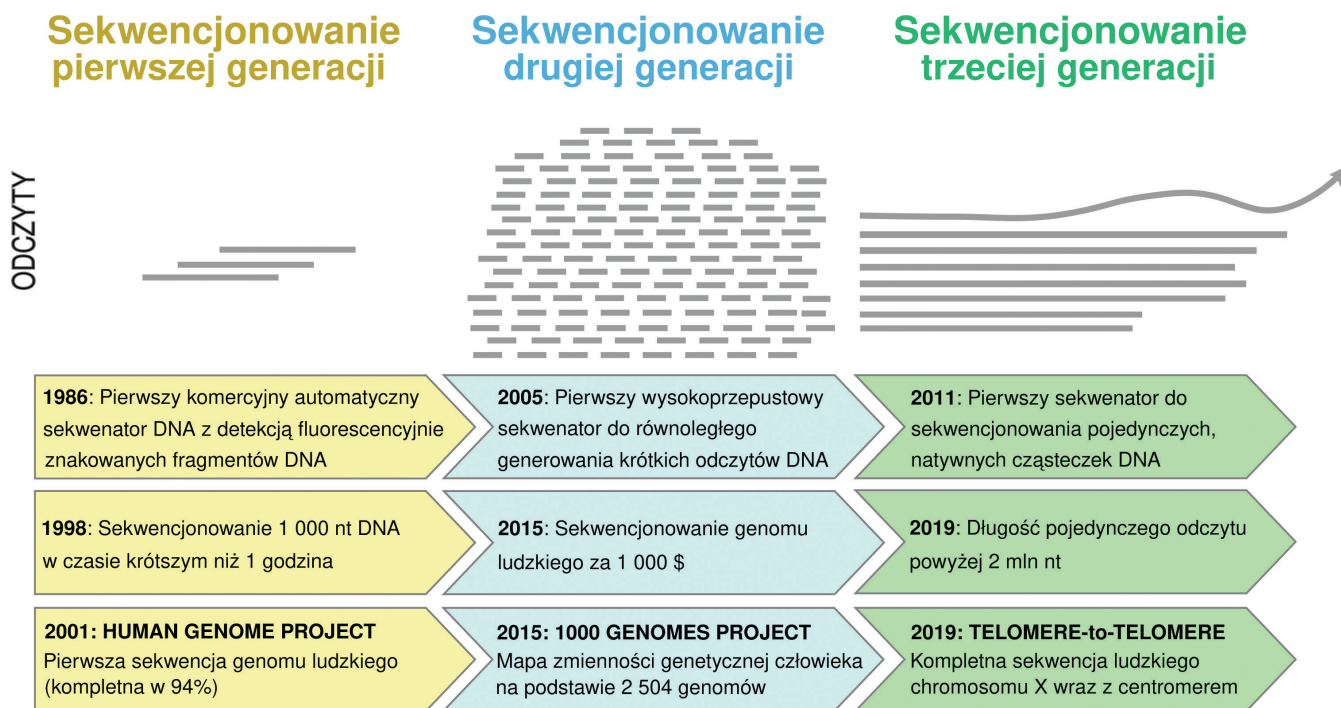 Sekwencjonowanie
pierwszej generacji
Sekwencjonowanie
drugiej generacji
Sekwencjonowanie
trzeciej generacji
ODCZYTY
1986: Pierwszy komercyjny automatyczny
sekwenator DNA z detekcją fluorescencyjnie
znakowanych fragmentów DNA
2005: Pierwszy wysokoprzepustowy
sekwenator do równoległego
generowania krótkich odczytów DNA
2011: Pierwszy sekwenator do
sekwencjonowania pojedynczych,
natywnych cząsteczek DNA
1998: Sekwencjonowanie 1 000 nt DNA
w czasie krótszym niż 1 godzina
2015: Sekwencjonowanie genomu
ludzkiego za 1 000 $
2019: Długość pojedynczego odczytu
powyżej 2 mln nt
2001: HUMAN GENOME PROJECT
Pierwsza sekwencja genomu ludzkiego
(kompletna w 94%)
2015: 1000 GENOMES PROJECT
Mapa zmienności genetycznej człowieka
na podstawie 2 504 genomów
2019: TELOMERE-to-TELOMERE
Kompletna sekwencja ludzkiego
chromosomu X wraz z centromerem